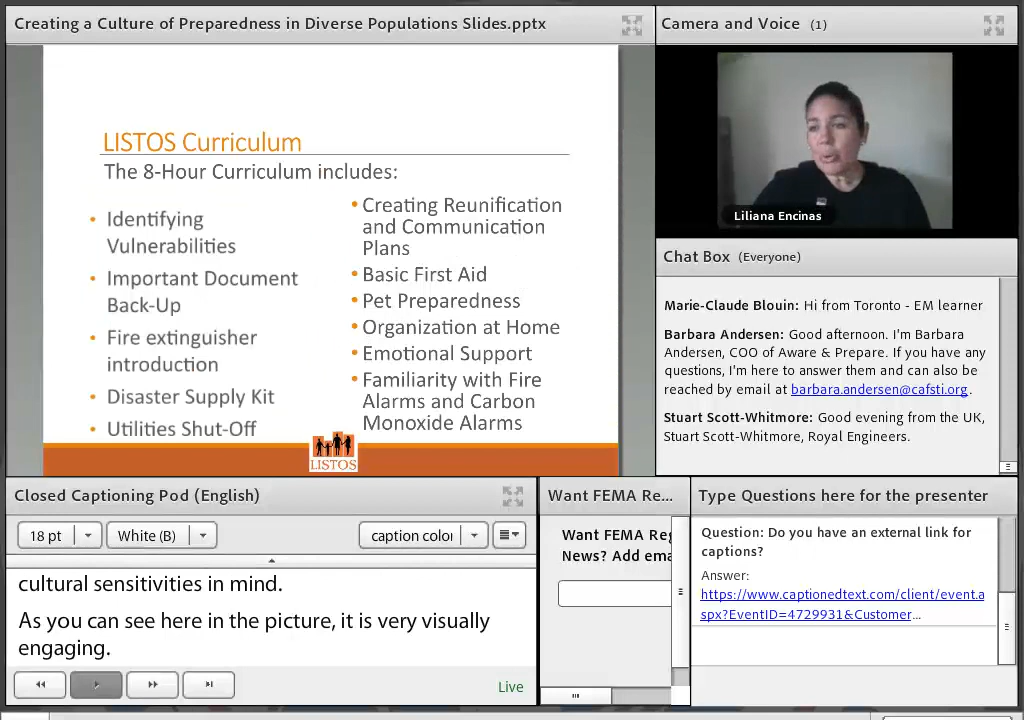 Creating a Culture of Preparedness in Diverse Populations Slides.pptx
LISTOS Curriculum
The 8-Hour Curriculum includes:
• Identifying
Vulnerabilities
• Important Document
Back-Up
• Fire extinguisher
introduction
• Disaster Supply Kit
• Utilities Shut-Off
• Creating Reunification
and Communication
Plans
• Basic First Aid
• Pet Preparedness
• Organization at Home
• Emotional Support
• Familiarity with Fire
Alarms and Carbon
Monoxide Alarms
LISTOS
Camera and Voice (1)
Liliana Encinas
Chat Box (Everyone)
Marie-Claude Blouin: Hi from Toronto - EM learner
Barbara Andersen: Good afternoon. I'm Barbara
Andersen, COO of Aware & Prepare. If you have any
questions, I'm here to answer them and can also be
reached by email at barbara.andersen@cafsti.org.
Stuart Scott-Whitmore: Good evening from the UK,
Stuart Scott-Whitmore, Royal Engineers.
Closed Captioning Pod (English)
18 pt White (B) caption colo
cultural sensitivities in mind.
As you can see here in the picture, it is very visually
engaging.
Live
Want FEMA Re...
Want FEMA Reg
News? Add ema
Type Questions here for the presenter
Question: Do you have an external link for
captions?
Answer:
https://www.captionedtext.com/client/event.a
spx?EventID=4729931&Customer...